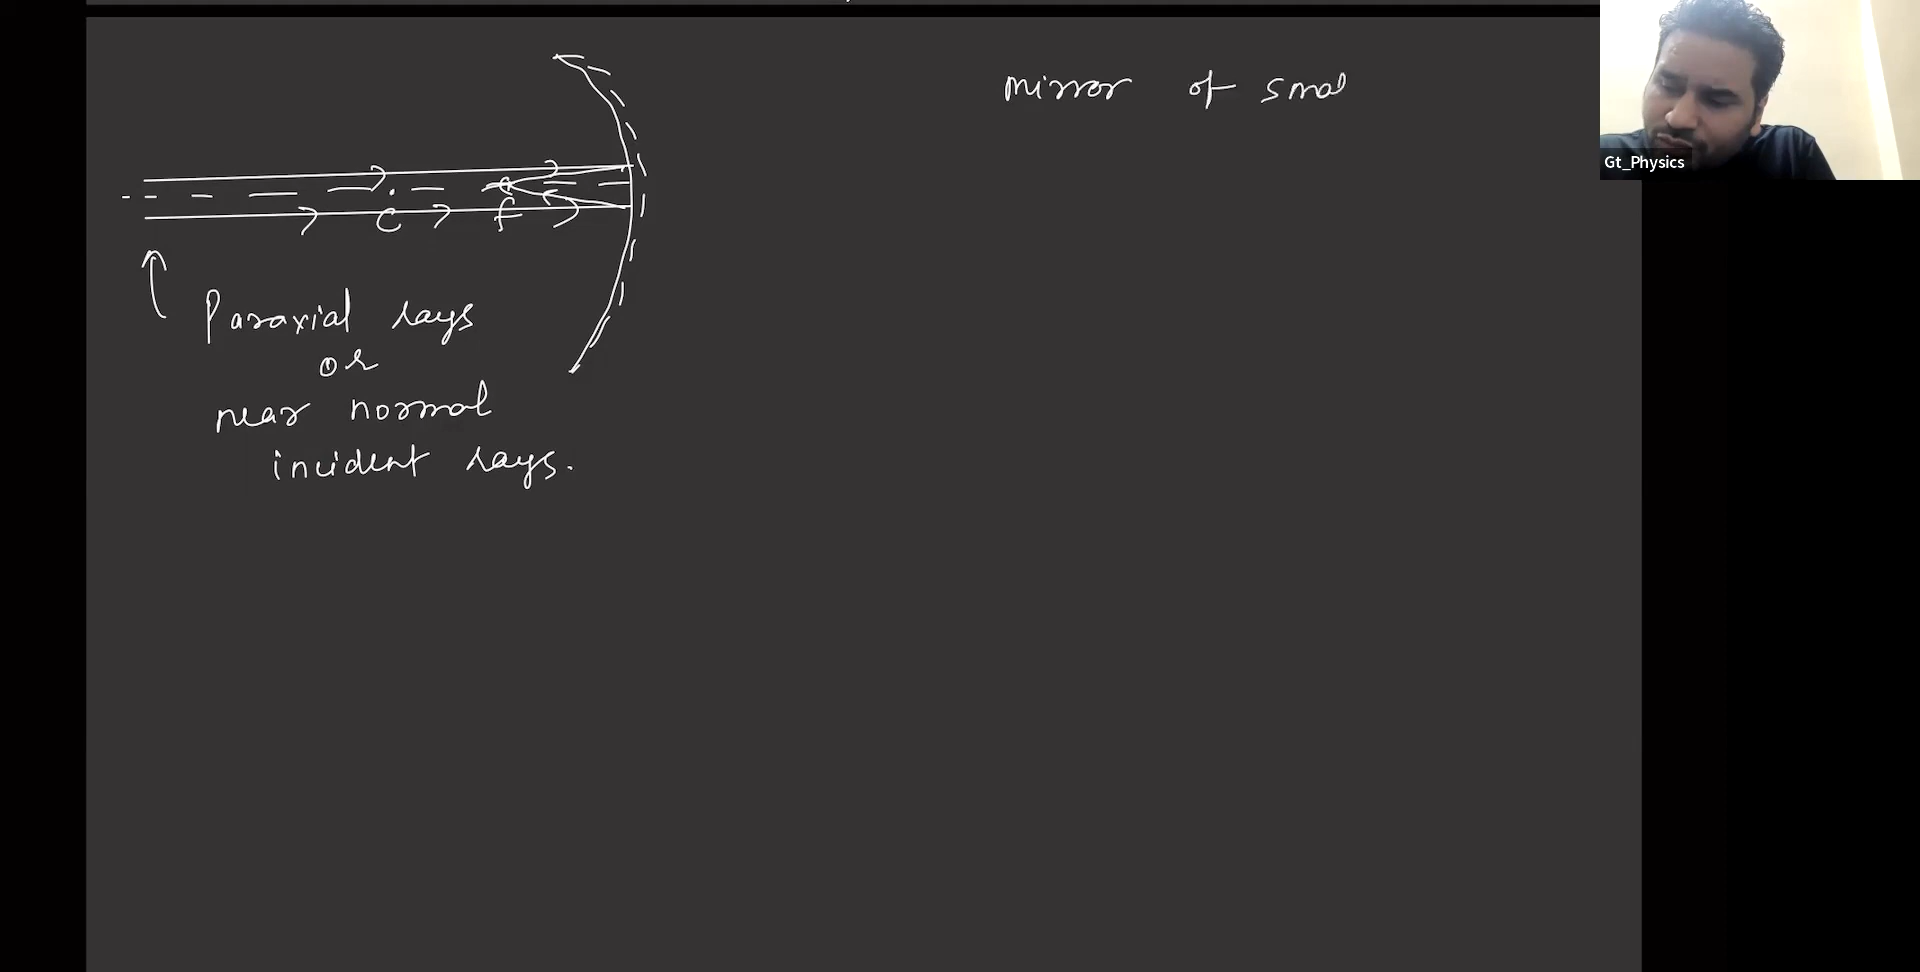 mirror of smal
C f
Paraxial rays
or
near normal
incident rays.
Gt_Physics